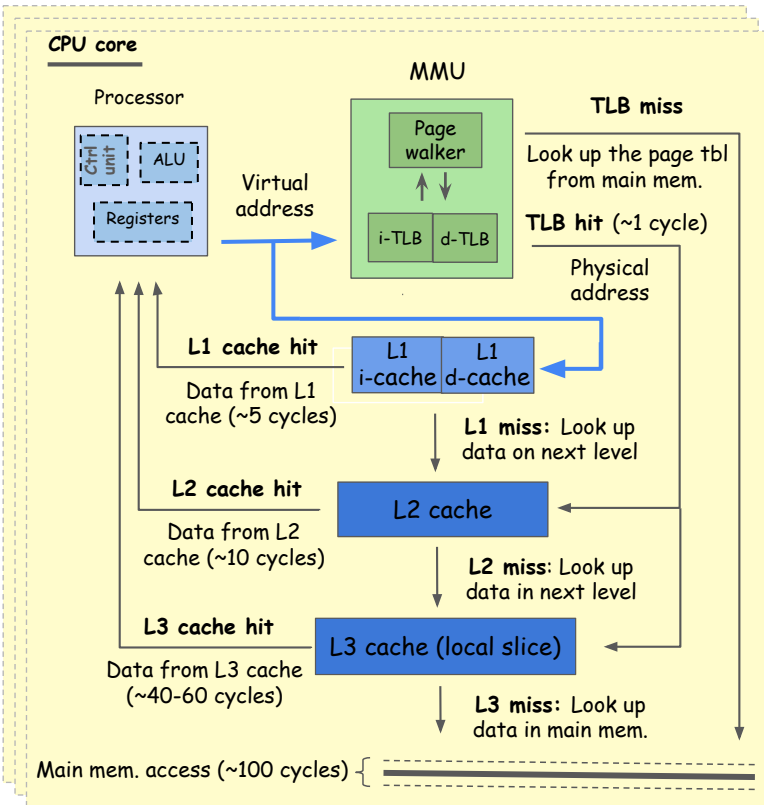 CPU core
MMU
Processor
TLB miss
Ctrl
unit
ALU
Registers
Page
walker
Look up the page tbl
from main mem.
Virtual
address
i-TLB
d-TLB
TLB hit (~1 cycle)
Physical
address
L1 cache hit
L1
i-cache
L1
d-cache
Data from L1
cache (~5 cycles)
L1 miss: Look up
data on next level
L2 cache hit
L2 cache
Data from L2
cache (~10 cycles)
L2 miss: Look up
data in next level
L3 cache hit
L3 cache (local slice)
Data from L3 cache
(~40-60 cycles)
L3 miss: Look up
data in main mem.
Main mem. access (~100 cycles)